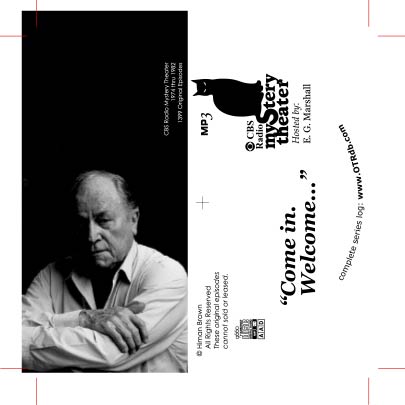 CBS Radio Mystery Theater
1974 thru 1982
1399 Original Episodes
MP3
CBS
Radio
mystery
theater
Hosted by:
E. G. Marshall
“Come in.
Welcome...”
complete series log: www.OTRdb.com
© Himan Brown
All Rights Reserved
These original episodes
cannot sold or leased.